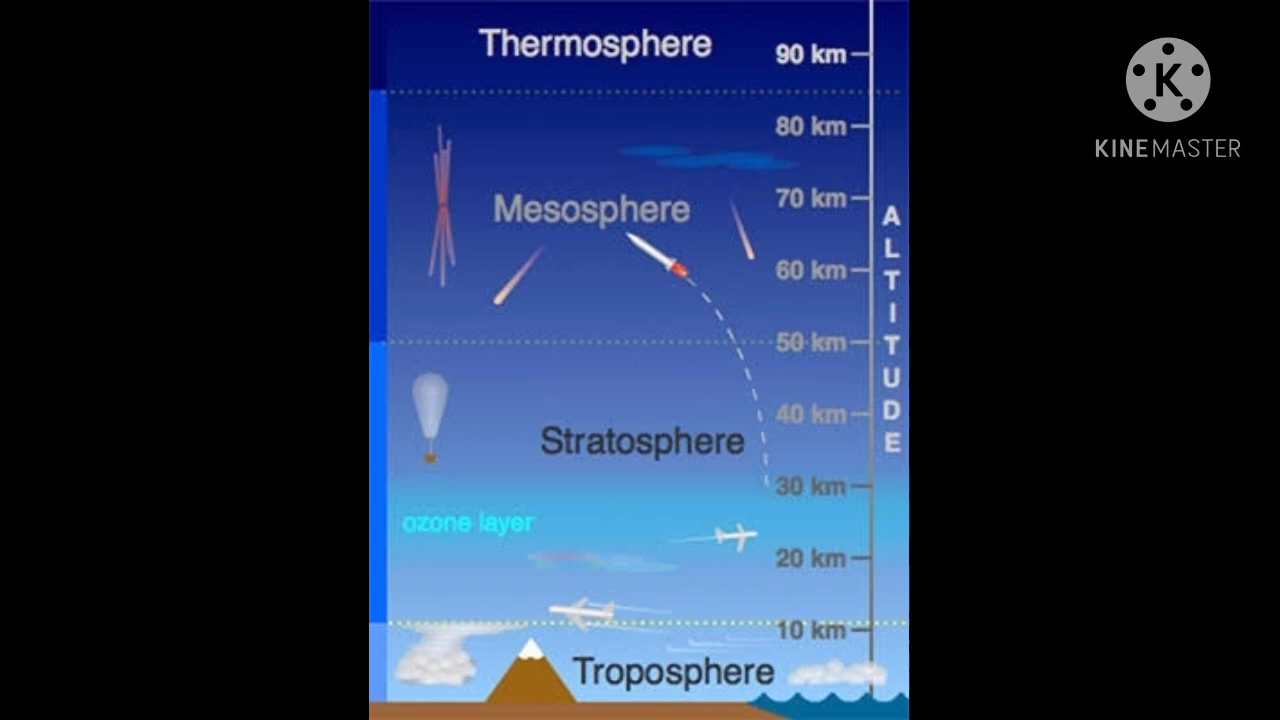 Thermosphere
90 km
80 km
70 km
Mesosphere
60 km
50 km
40 km
Stratosphere
30 km
ozone layer
20 km
10 km
Troposphere
ALTITUDE
K
KINEMASTER